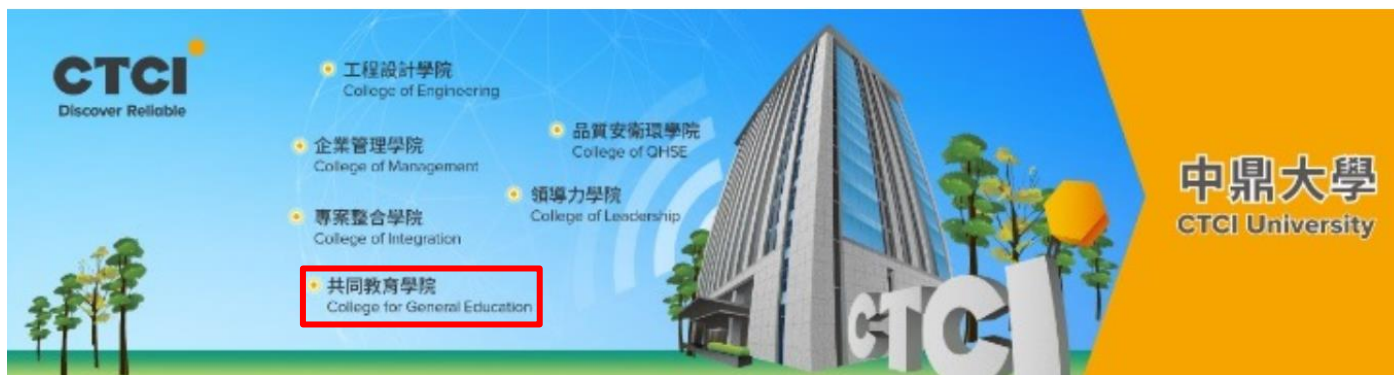 CTCI
Discover Reliable
工程設計學院
College of Engineering
企業管理學院
College of Management
專案整合學院
College of Integration
共同教育學院
College for General Education
品質安衛環學院
College of QHSE
領導力學院
College of Leadership
CTCI
中鼎大學
CTCI University